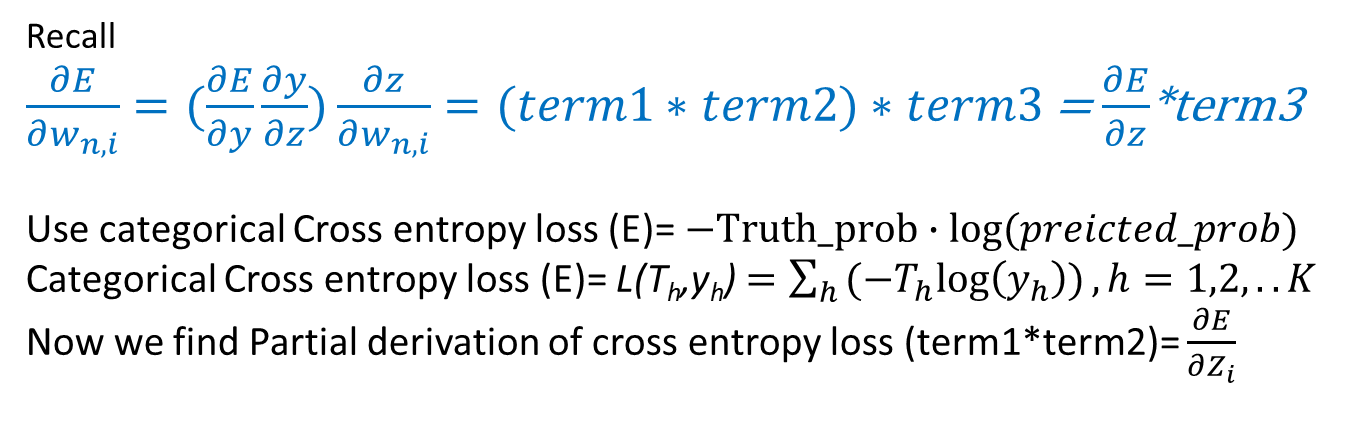 Recall
∂E/∂w_{n,i} = (∂E/∂y ∂y/∂z) ∂z/∂w_{n,i} = (term1 * term2) * term3 = ∂E/∂z *term3
Use categorical Cross entropy loss (E)= −Truth_prob · log(preicted_prob)
Categorical Cross entropy loss (E)= L(T_h,y_h) = ∑_h (−T_h log(y_h)) , h = 1,2, . . K
Now we find Partial derivation of cross entropy loss (term1*term2)= ∂E/∂Z_i